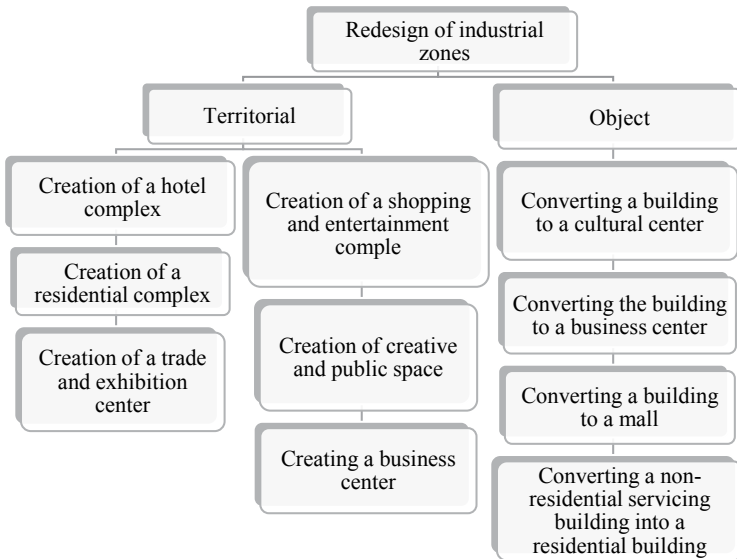 Redesign of industrial
zones
Territorial
Object
Creation of a hotel
complex
Creation of a
residential complex
Creation of a trade
and exhibition
center
Creation of a shopping
and entertainment
comple
Creation of creative
and public space
Creating a business
center
Converting a building
to a cultural center
Converting the building
to a business center
Converting a building
to a mall
Converting a non-
residential servicing
building into a
residential building